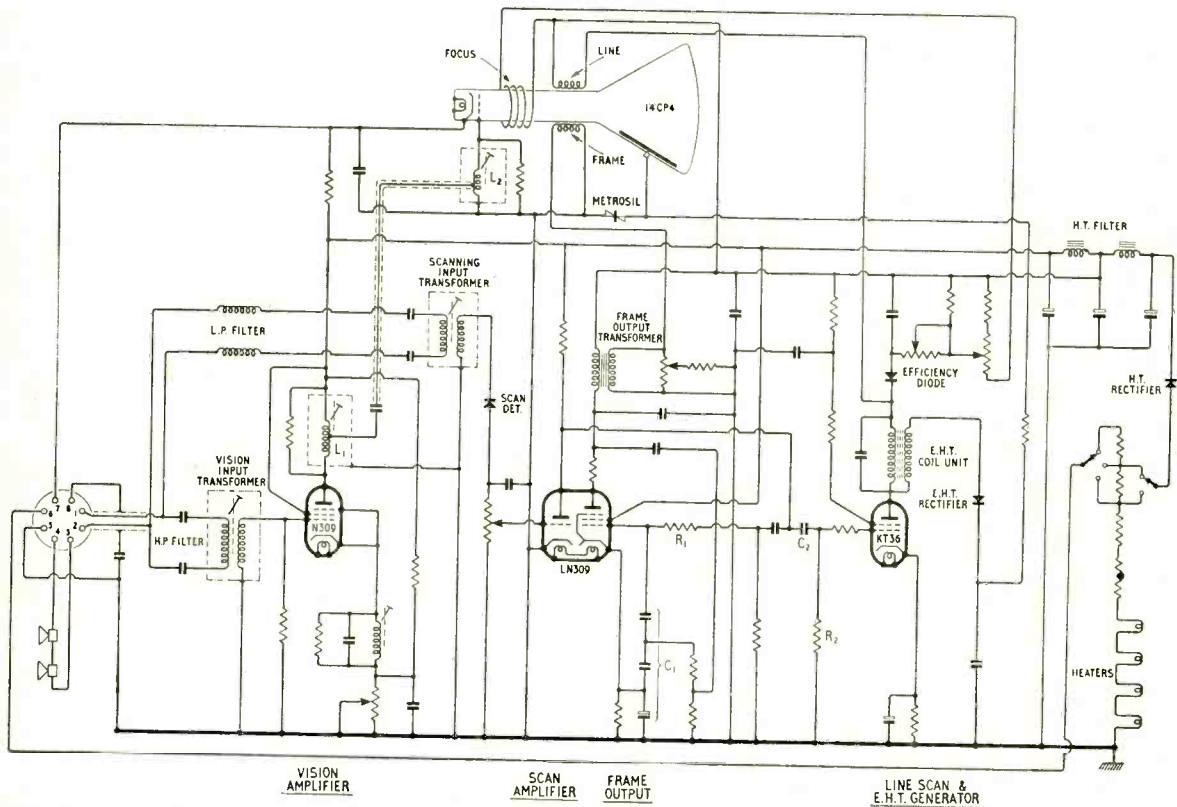 FOCUS
LINE
14CP4
FRAME
L2
METROSIL
H.T. FILTER
SCANNING
INPUT
TRANSFORMER
L.P. FILTER
FRAME
OUTPUT
TRANSFORMER
EFFICIENCY
DIODE
H.T.
RECTIFIER
SCAN
DET.
L1
VISION
INPUT
TRANSFORMER
E.H.T.
COIL UNIT
E.H.T.
RECTIFIER
7
8
6
1
3
2
4
5
H.P FILTER
N309
LN309
R1
C2
KT36
R2
C1
HEATERS
VISION
AMPLIFIER
SCAN
AMPLIFIER
FRAME
OUTPUT
LINE SCAN &
E.H.T. GENERATOR